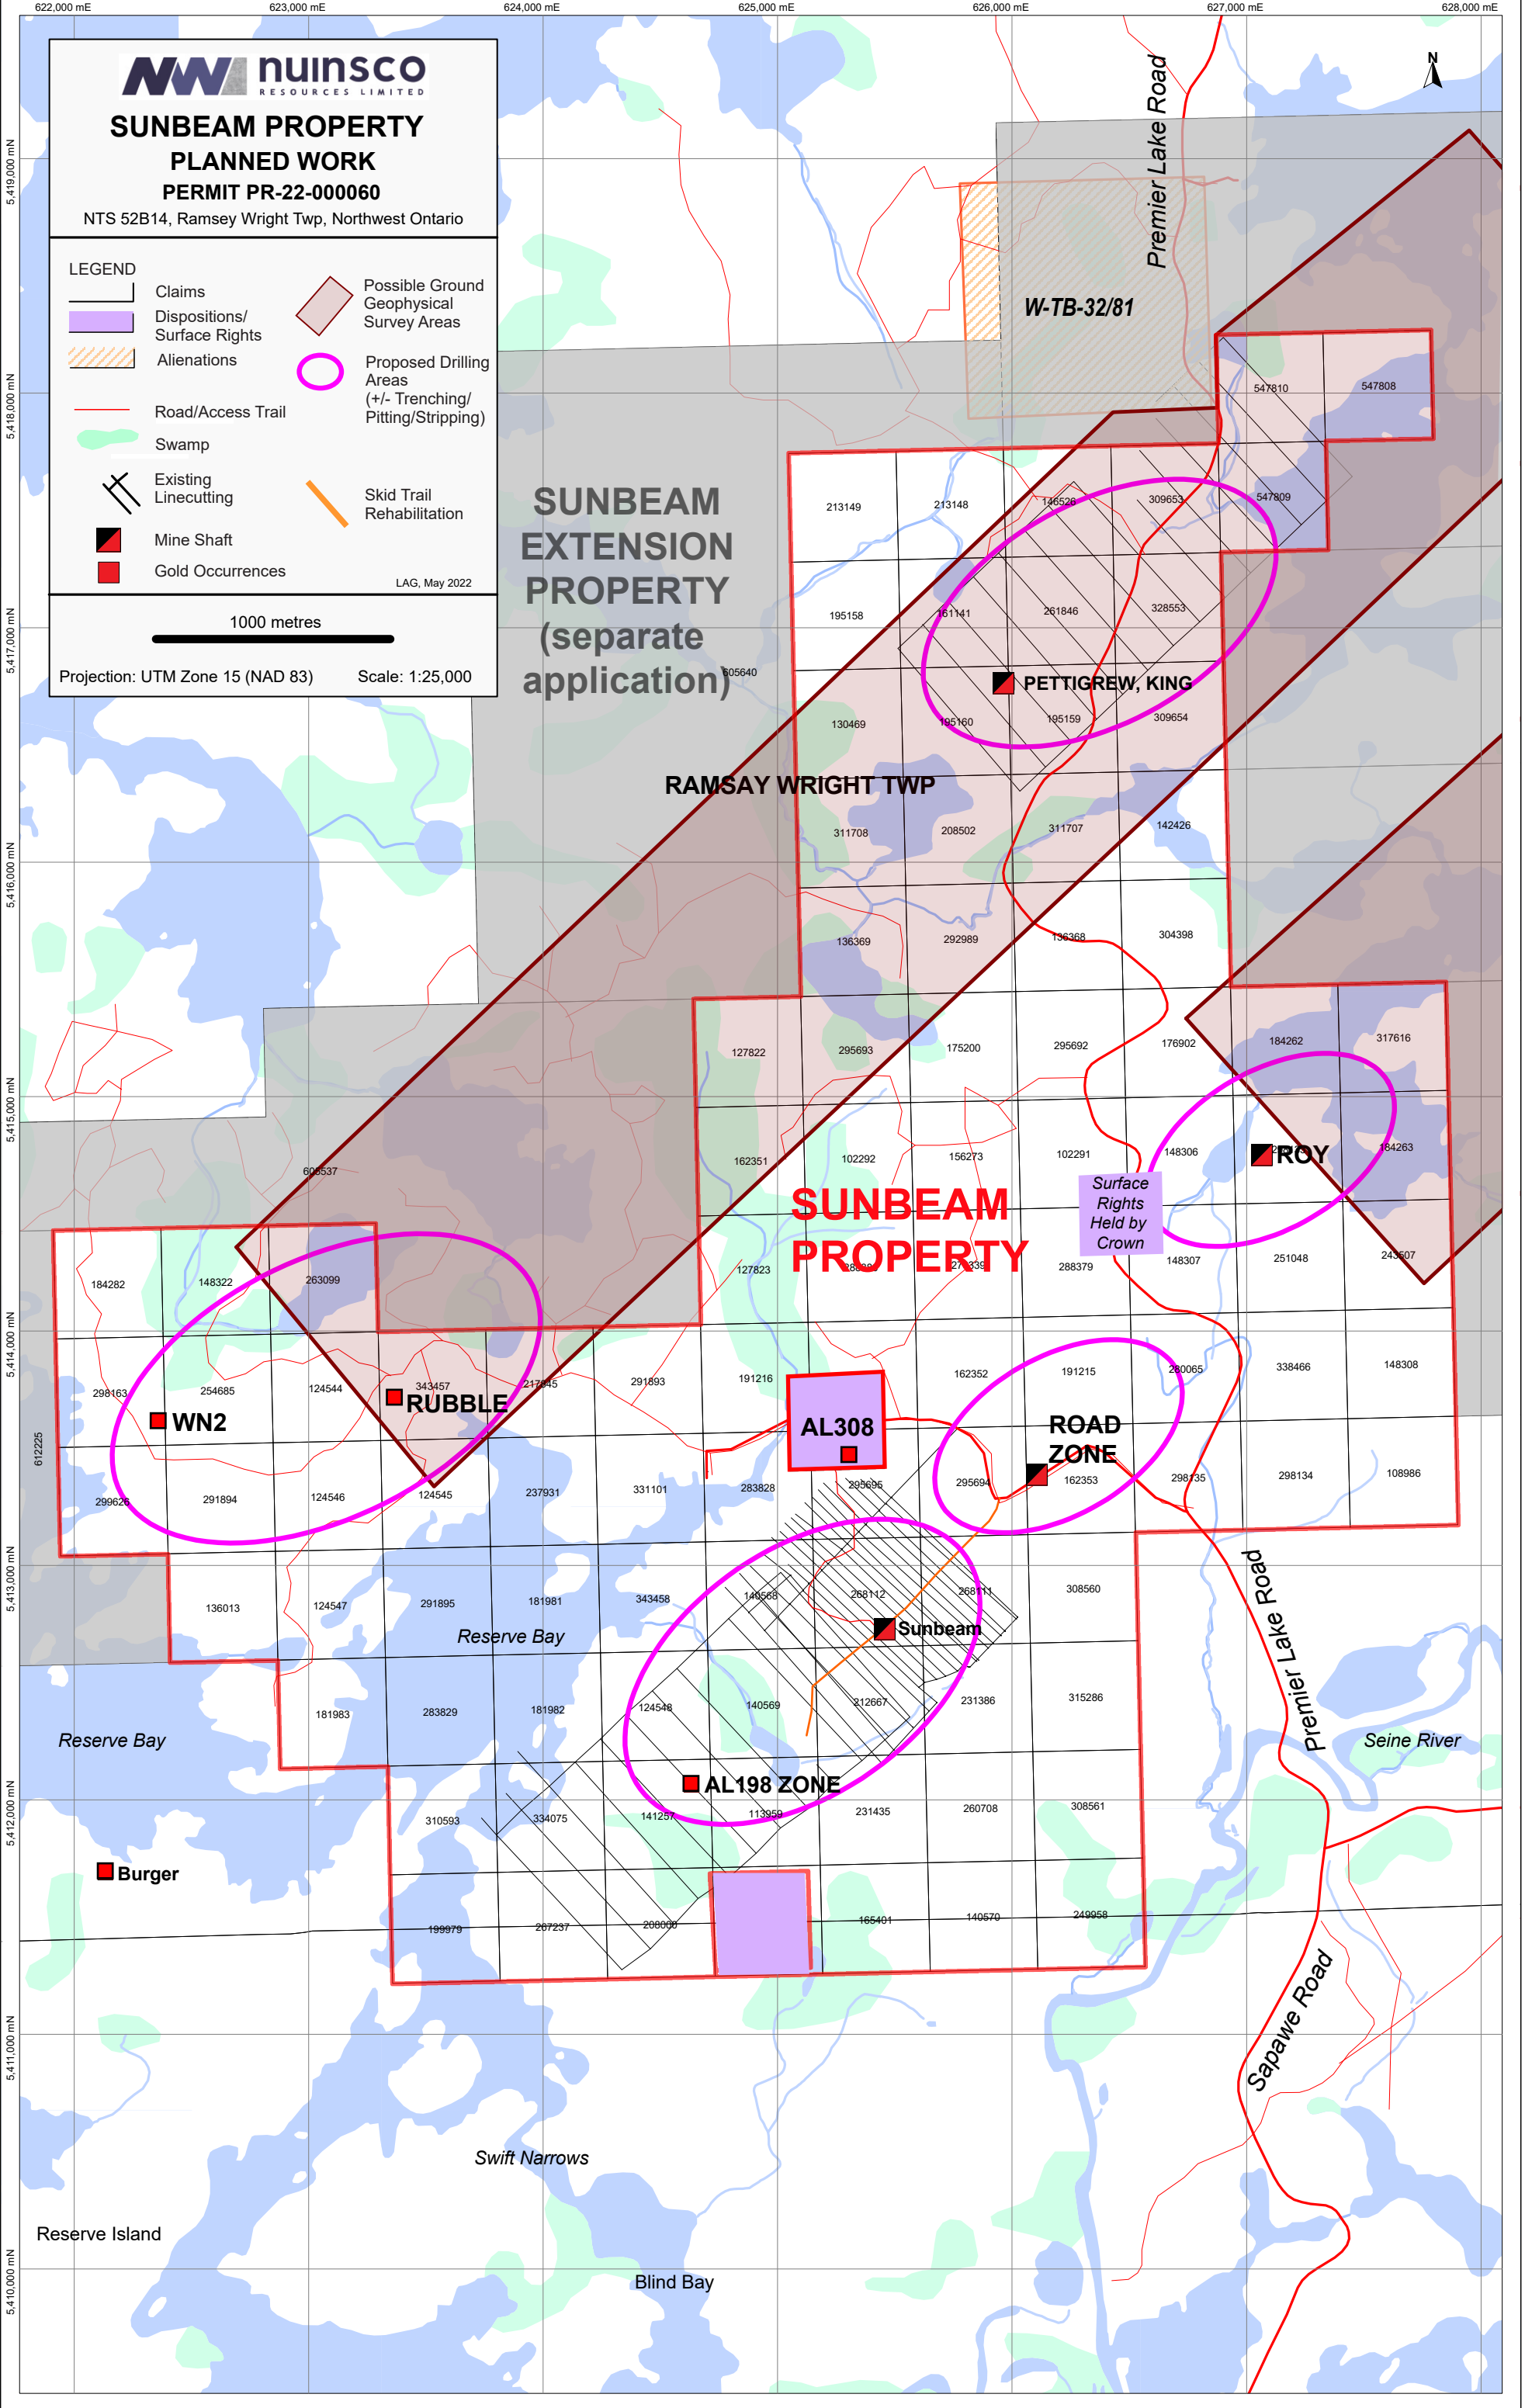 622,000 mE
623,000 mE
624,000 mE
625,000 mE
626,000 mE
627,000 mE
628,000 mE
NW nuinsco
RESOURCES LIMITED
SUNBEAM PROPERTY
PLANNED WORK
PERMIT PR-22-000060
NTS 52B14, Ramsey Wright Twp, Northwest Ontario
LEGEND
Claims
Dispositions/
Surface Rights
Alienations
Road/Access Trail
Swamp
Existing
Linecutting
Mine Shaft
Gold Occurrences
Possible Ground
Geophysical
Survey Areas
Proposed Drilling
Areas
(+/- Trenching/
Pitting/Stripping)
Skid Trail
Rehabilitation
LAG, May 2022
1000 metres
Projection: UTM Zone 15 (NAD 83)
Scale: 1:25,000
N
5,419,000 mN
5,418,000 mN
5,417,000 mN
5,416,000 mN
5,415,000 mN
5,414,000 mN
5,413,000 mN
5,412,000 mN
5,411,000 mN
5,410,000 mN
Premier Lake Road
W-TB-32/81
547810
547808
SUNBEAM
EXTENSION
PROPERTY
(separate
application)
213149
213148
146526
309653
547809
195158
161141
261846
328553
605640
PETTIGREW, KING
130469
195160
195159
309654
RAMSAY WRIGHT TWP
311708
208502
311707
142426
136369
292989
136368
304398
127822
295693
175200
295692
176902
184262
317616
162351
102292
156273
102291
148306
ROY
184263
608537
Surface
Rights
Held by
Crown
SUNBEAM
PROPERTY
184282
148322
263099
127823
288379
148307
251048
243507
298163
254685
124544
343457
217945
291893
191216
162352
191215
280065
338466
148308
WN2
RUBBLE
AL308
ROAD
ZONE
612225
299626
291894
124546
124545
237931
331101
283828
295695
295694
162353
298135
298134
108986
136013
124547
291895
181981
343458
140568
268112
268111
308560
Reserve Bay
Sunbeam
Premier Lake Road
181983
283829
181982
124548
140569
212667
231386
315286
Reserve Bay
Seine River
AL198 ZONE
310593
334075
141257
113959
231435
260708
308561
Burger
199979
267237
208060
165401
140570
249958
Sapawe Road
Swift Narrows
Reserve Island
Blind Bay